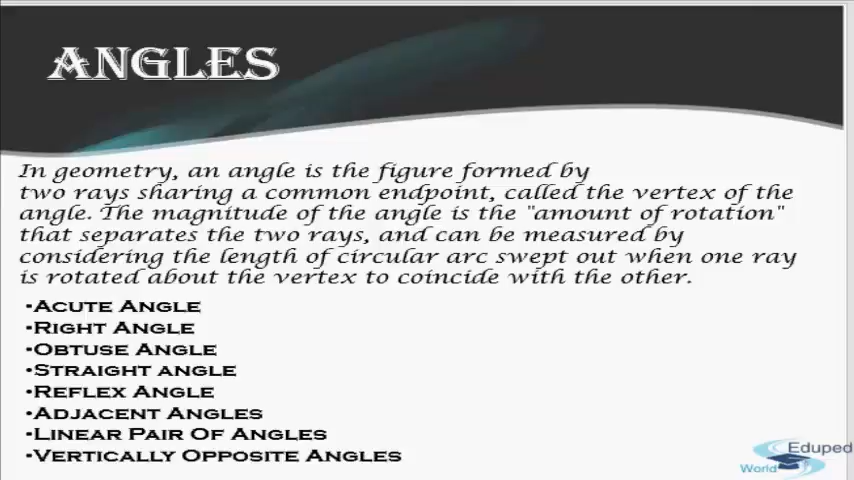 ANGLES
In geometry, an angle is the figure formed by
two rays sharing a common endpoint, called the vertex of the
angle. The magnitude of the angle is the "amount of rotation"
that separates the two rays, and can be measured by
considering the length of circular arc swept out when one ray
is rotated about the vertex to coincide with the other.
•Acute Angle
•Right Angle
•Obtuse Angle
•Straight angle
•Reflex Angle
•Adjacent Angles
•Linear Pair Of Angles
•Vertically Opposite Angles
Eduped
World